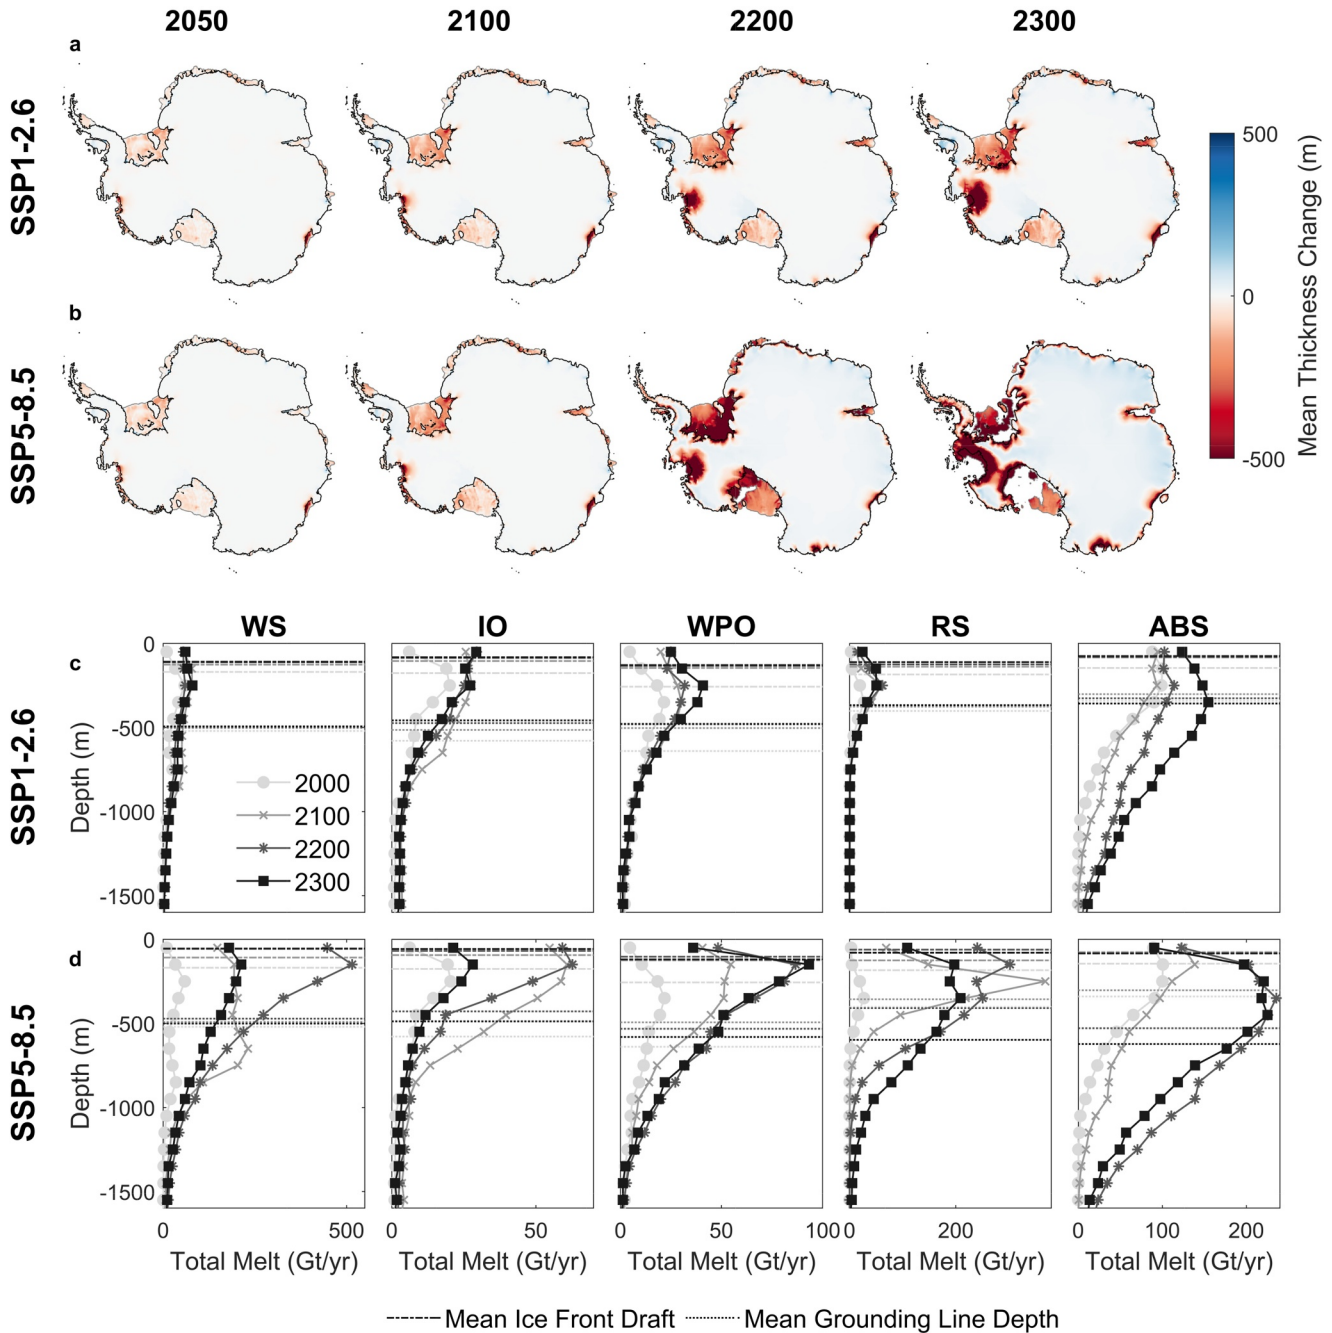 2050 2100 2200 2300
a
SSP1-2.6
500
0
-500
Mean Thickness Change (m)
b
SSP5-8.5
WS IO WPO RS ABS
c
SSP1-2.6
Depth (m)
0
-500
-1000
-1500
2000
2100
2200
2300
d
SSP5-8.5
Depth (m)
0
-500
-1000
-1500
0 500 0 50 0 50 100 0 200 0 100 200
Total Melt (Gt/yr) Total Melt (Gt/yr) Total Melt (Gt/yr) Total Melt (Gt/yr) Total Melt (Gt/yr)
Mean Ice Front Draft Mean Grounding Line Depth